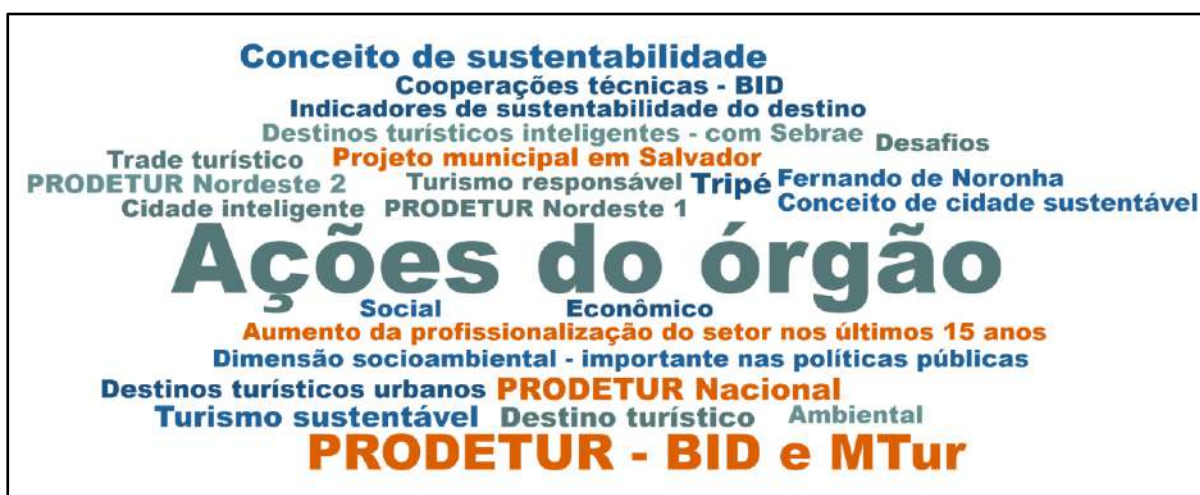 Conceito de sustentabilidade
Cooperações técnicas - BID
Indicadores de sustentabilidade do destino
Destinos turísticos inteligentes - com Sebrae
Desafios
Trade turístico
Projeto municipal em Salvador
PRODETUR Nordeste 2
Turismo responsável
Tripé
Fernando de Noronha
Cidade inteligente
PRODETUR Nordeste 1
Conceito de cidade sustentável
Ações do órgão
Social
Econômico
Aumento da profissionalização do setor nos últimos 15 anos
Dimensão socioambiental - importante nas políticas públicas
Destinos turísticos urbanos
PRODETUR Nacional
Turismo sustentável
Destino turístico
Ambiental
PRODETUR - BID e MTur